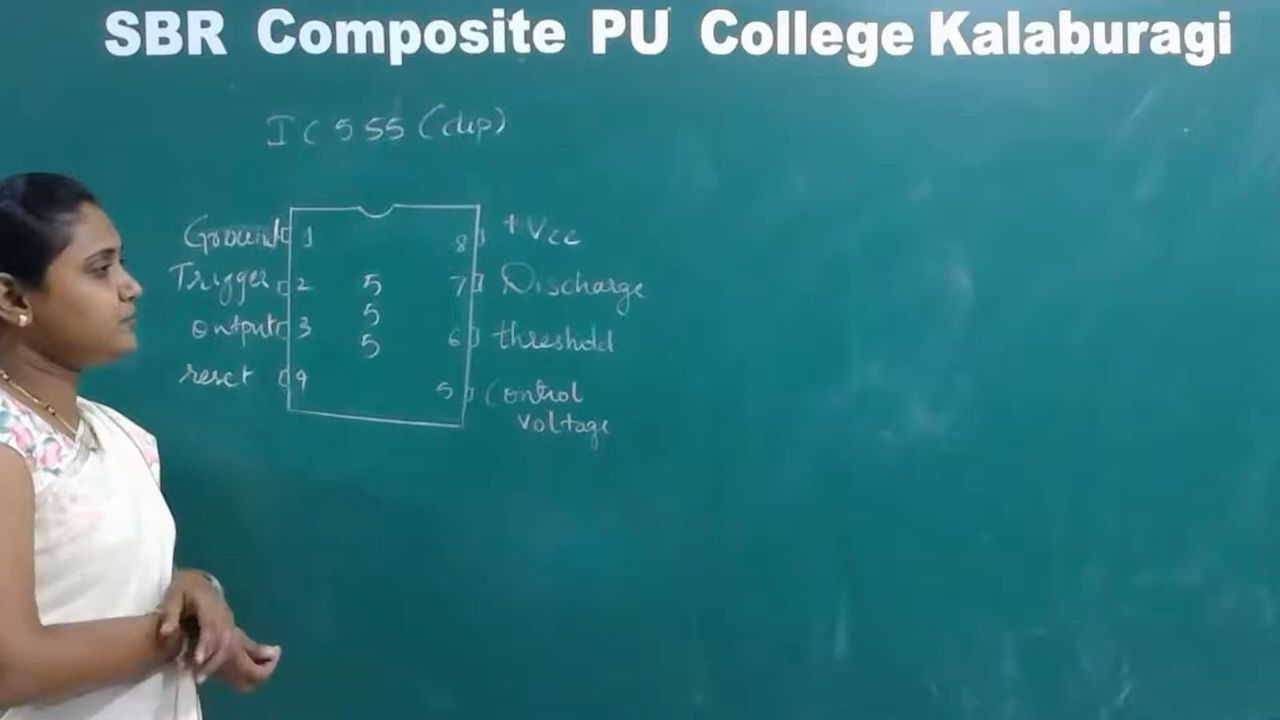 SBR Composite PU College Kalaburagi
IC 555 (dip)
Ground 1 8 +Vcc
Trigger 2 5 7 Discharge
5
output 3 5 6 threshold
reset 4 5 Control
voltage